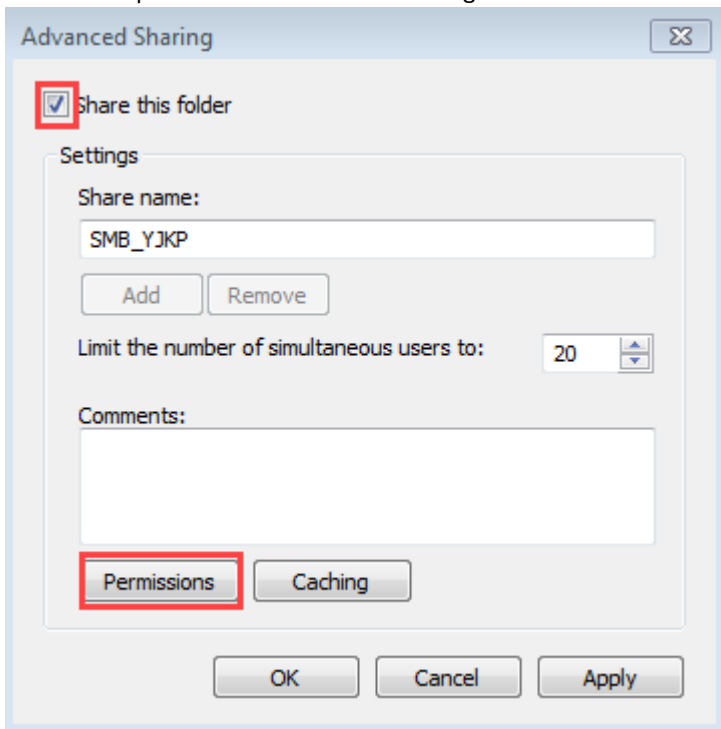 Advanced Sharing
Share this folder
Settings
Share name:
SMB_YJKP
Add Remove
Limit the number of simultaneous users to: 20
Comments:
Permissions Caching
OK Cancel Apply